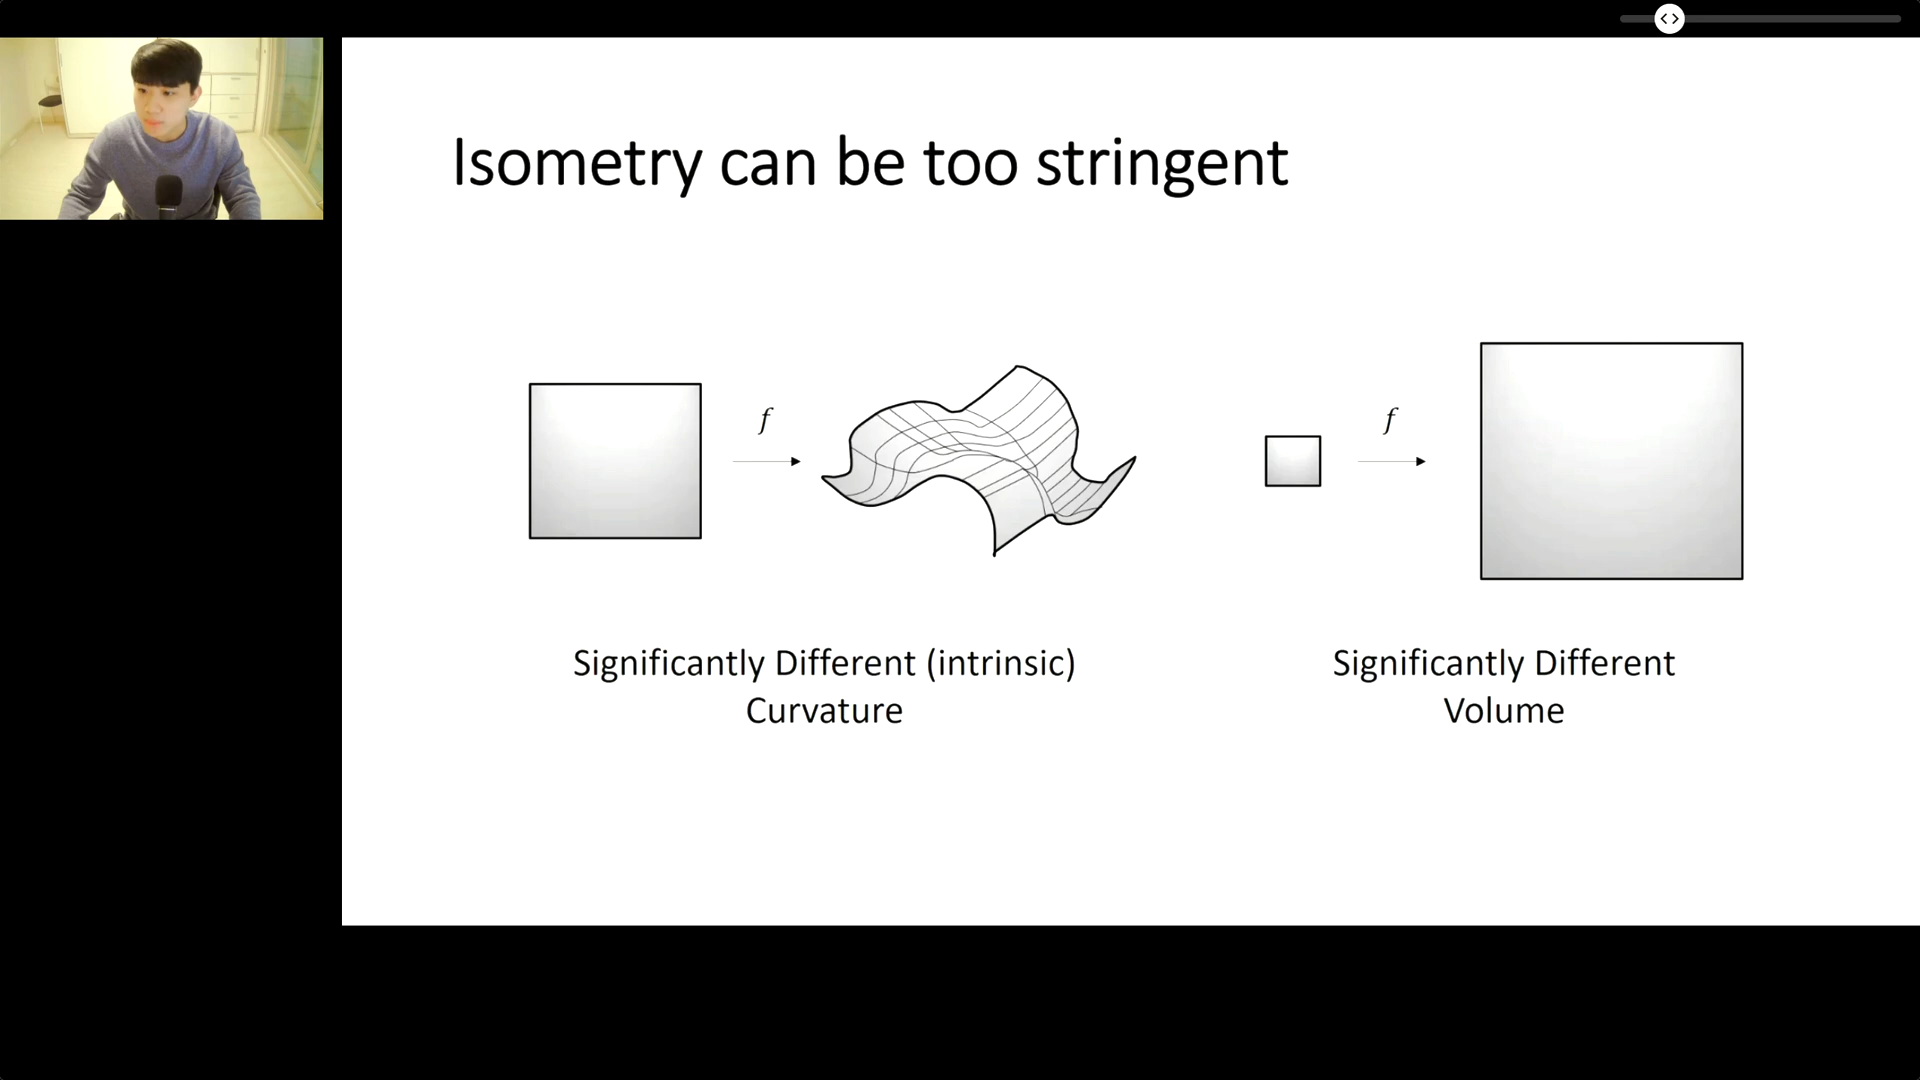 Isometry can be too stringent
f
f
Significantly Different (intrinsic)
Curvature
Significantly Different
Volume